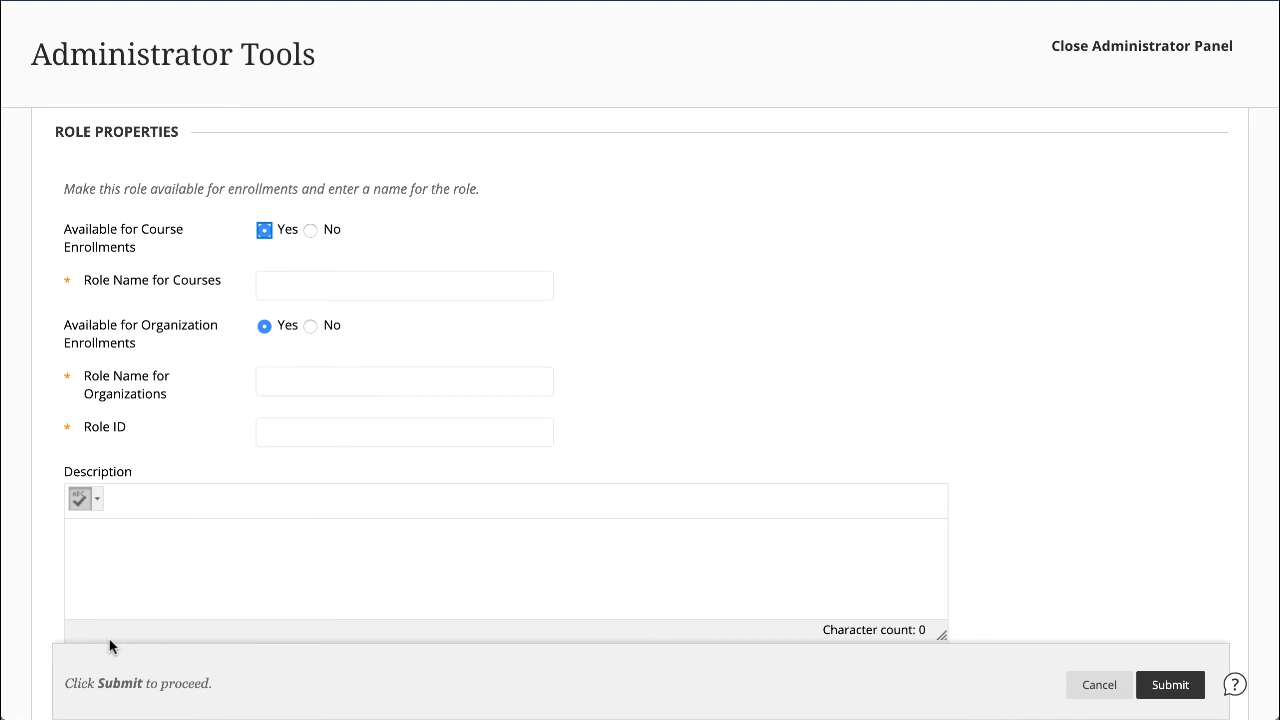 Administrator Tools
Close Administrator Panel
ROLE PROPERTIES
Make this role available for enrollments and enter a name for the role.
Available for Course
Enrollments
Yes No
* Role Name for Courses
Available for Organization
Enrollments
Yes No
* Role Name for
Organizations
* Role ID
Description
ABC
Character count: 0
Click Submit to proceed.
Cancel Submit ?